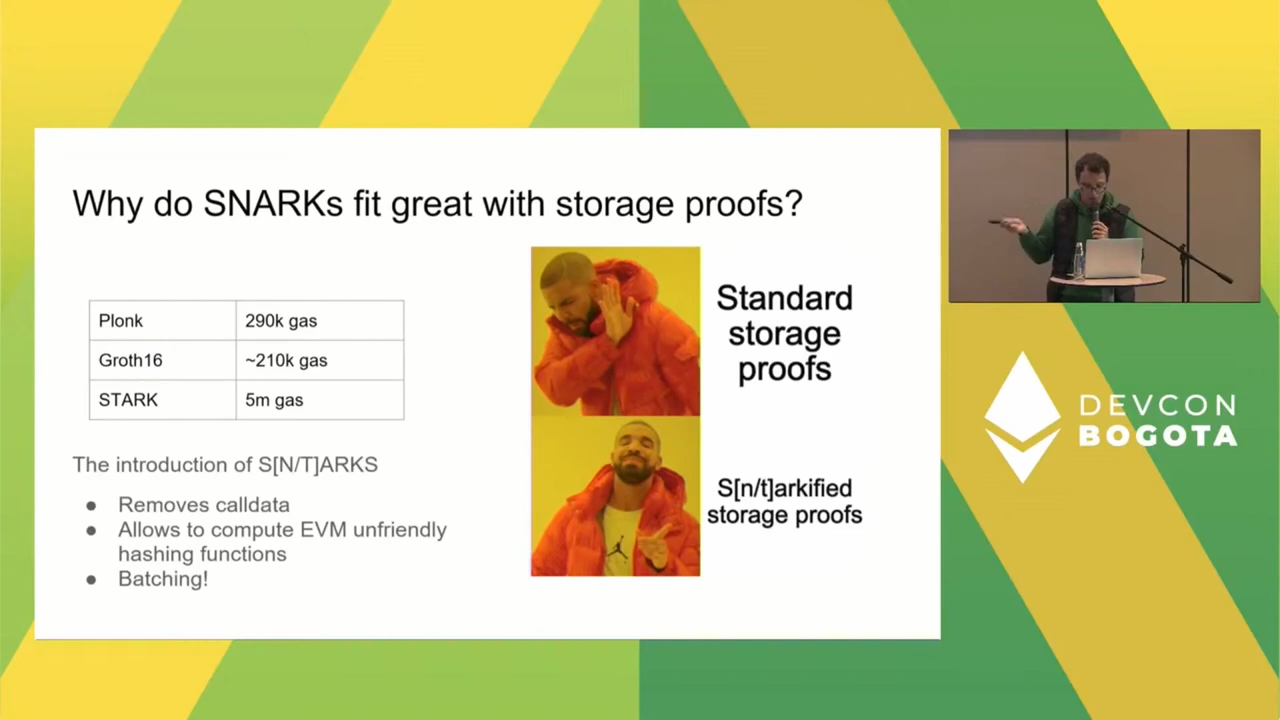 Why do SNARKs fit great with storage proofs?
Plonk 290k gas
Groth16 ~210k gas
STARK 5m gas
The introduction of S[N/T]ARKS
● Removes calldata
● Allows to compute EVM unfriendly
hashing functions
● Batching!
Standard
storage
proofs
S[n/t]arkified
storage proofs
DEVCON
BOGOTA